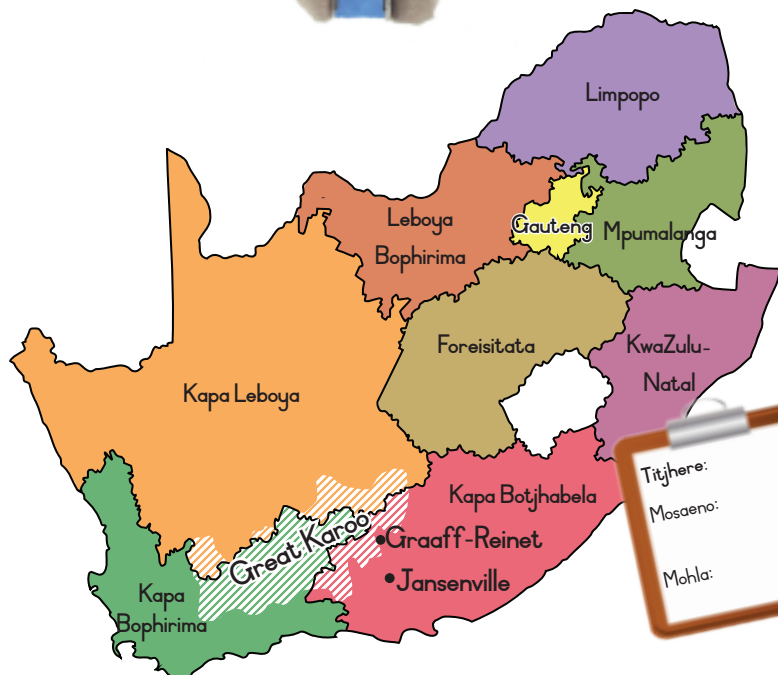 Limpopo
Leboya
Bophirima
Gauteng
Mpumalanga
Foreisitata
KwaZulu-
Natal
Kapa Leboya
Kapa Botjhabela
Great Karoo
Graaff-Reinet
Jansenville
Kapa
Bophirima
Titjhere:
Mosaeno:
Mohla: